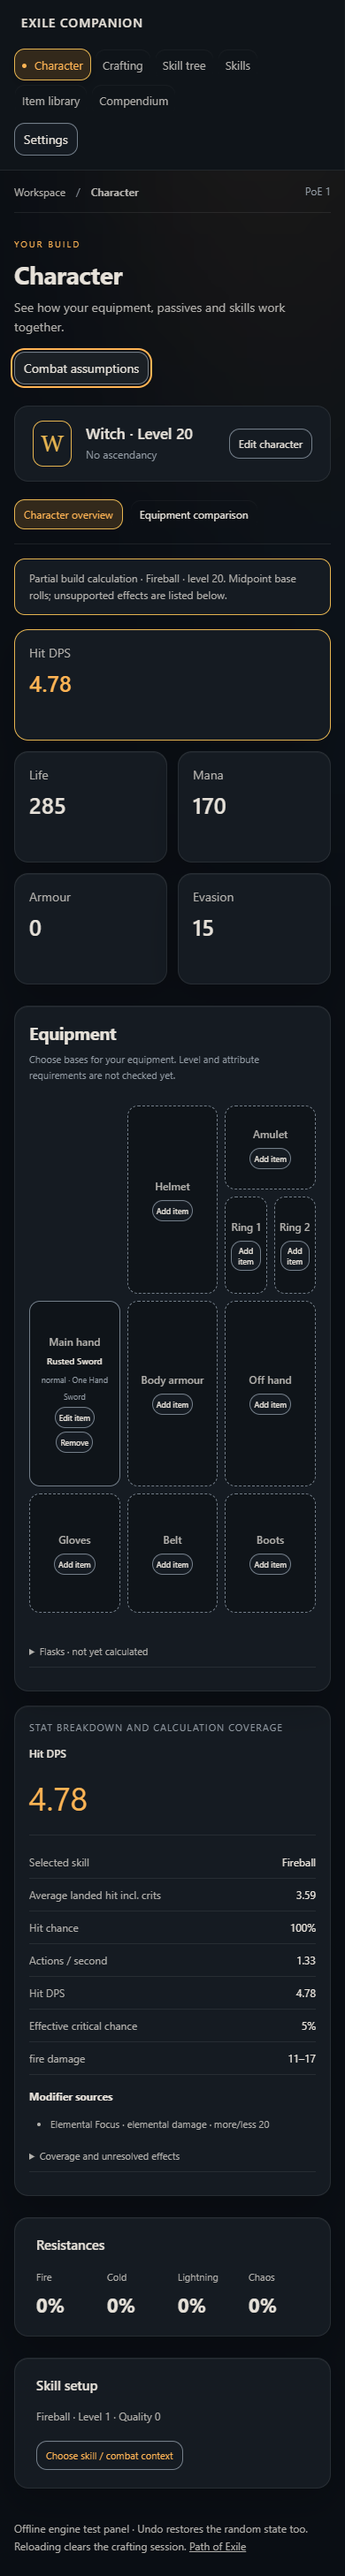 EXILE COMPANION
Character
Crafting
Skill tree
Skills
Item library
Compendium
Settings
Workspace / Character
PoE 1
YOUR BUILD
Character
See how your equipment, passives and skills work
together.
Combat assumptions
W
Witch · Level 20
No ascendancy
Edit character
Character overview
Equipment comparison
Partial build calculation · Fireball · level 20. Midpoint base
rolls; unsupported effects are listed below.
Hit DPS
4.78
Life
285
Mana
170
Armour
0
Evasion
15
Equipment
Choose bases for your equipment. Level and attribute
requirements are not checked yet.
Helmet
Add item
Amulet
Add item
Ring 1
Add
item
Ring 2
Add
item
Main hand
Rusted Sword
normal · One Hand
Sword
Edit item
Remove
Body armour
Add item
Off hand
Add item
Gloves
Add item
Belt
Add item
Boots
Add item
Flasks · not yet calculated
STAT BREAKDOWN AND CALCULATION COVERAGE
Hit DPS
4.78
Selected skill Fireball
Average landed hit incl. crits 3.59
Hit chance 100%
Actions / second 1.33
Hit DPS 4.78
Effective critical chance 5%
fire damage 11–17
Modifier sources
Elemental Focus · elemental damage · more/less 20
Coverage and unresolved effects
Resistances
Fire Cold Lightning Chaos
0% 0% 0% 0%
Skill setup
Fireball · Level 1 · Quality 0
Choose skill / combat context
Offline engine test panel · Undo restores the random state too.
Reloading clears the crafting session. Path of Exile